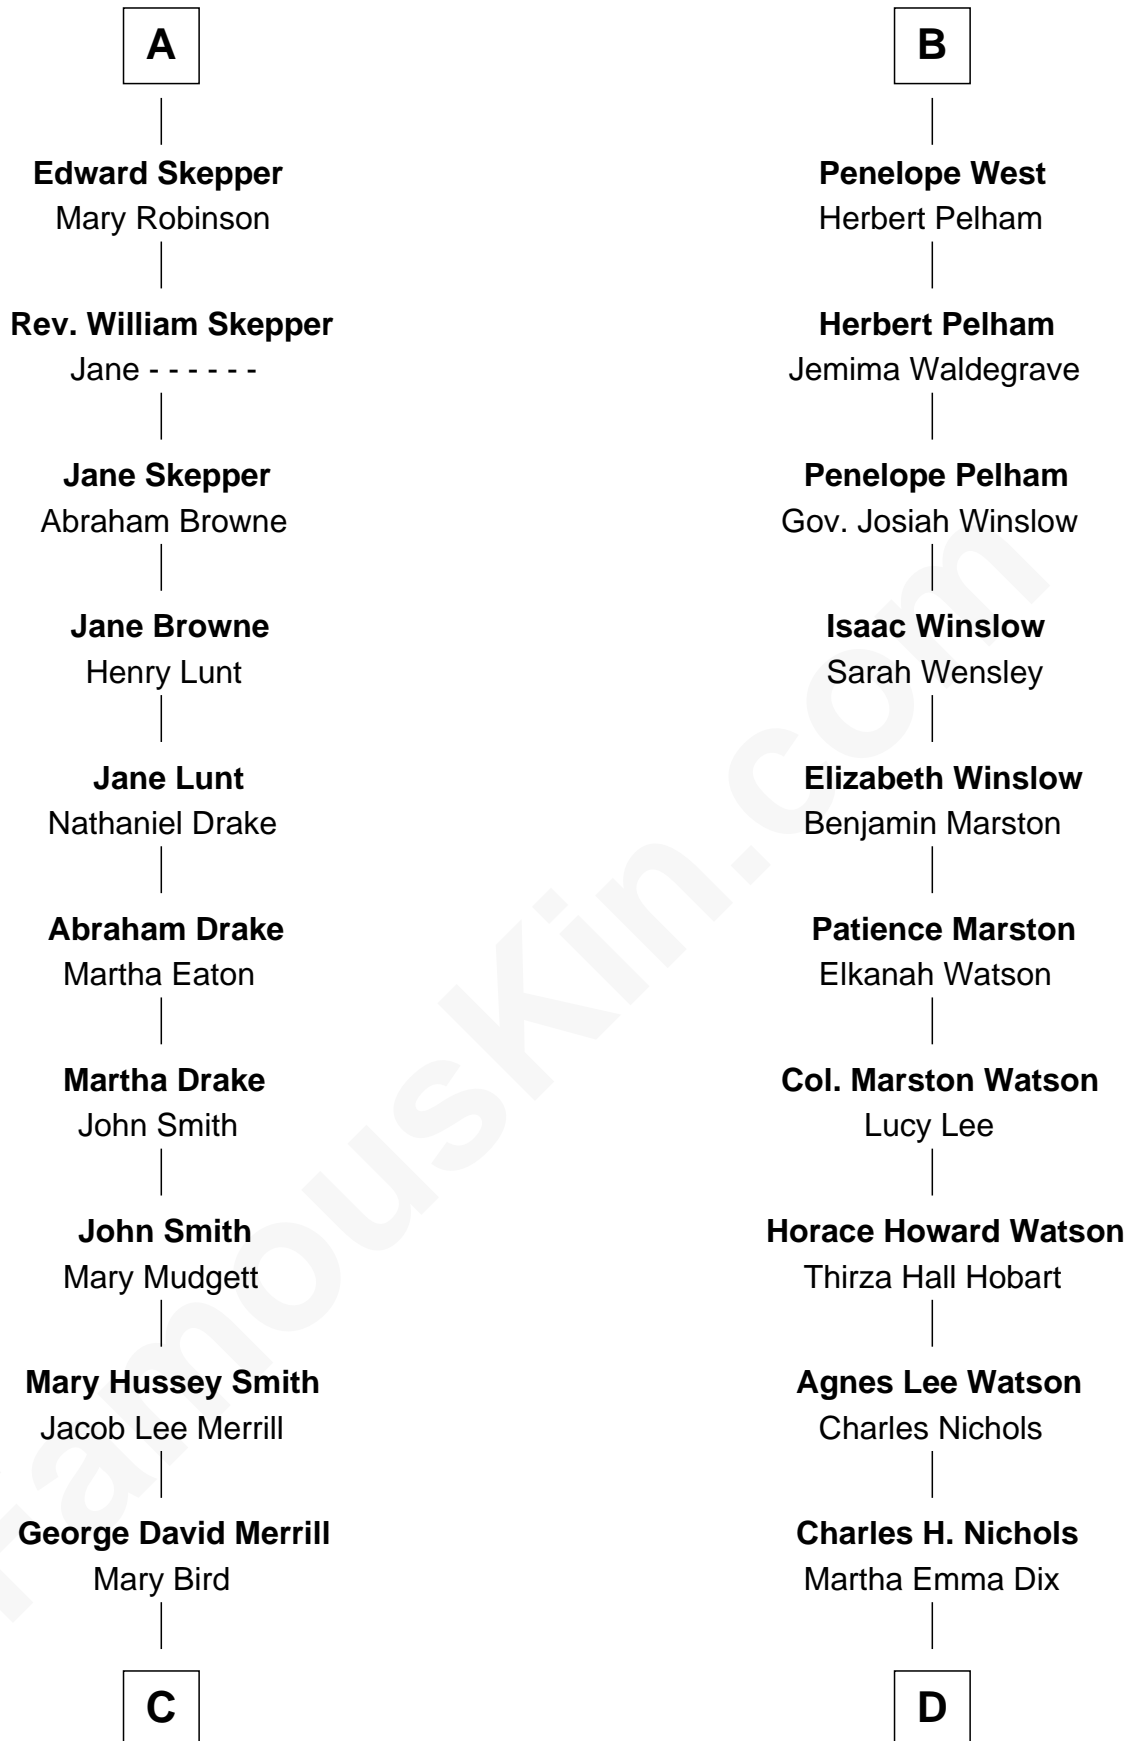 A
Edward Skepper
Mary Robinson
Rev. William Skepper
Jane - - - - - -
Jane Skepper
Abraham Browne
Jane Browne
Henry Lunt
Jane Lunt
Nathaniel Drake
Abraham Drake
Martha Eaton
Martha Drake
John Smith
John Smith
Mary Mudgett
Mary Hussey Smith
Jacob Lee Merrill
George David Merrill
Mary Bird
C
B
Penelope West
Herbert Pelham
Herbert Pelham
Jemima Waldegrave
Penelope Pelham
Gov. Josiah Winslow
Isaac Winslow
Sarah Wensley
Elizabeth Winslow
Benjamin Marston
Patience Marston
Elkanah Watson
Col. Marston Watson
Lucy Lee
Horace Howard Watson
Thirza Hall Hobart
Agnes Lee Watson
Charles Nichols
Charles H. Nichols
Martha Emma Dix
D
FamousKin.com